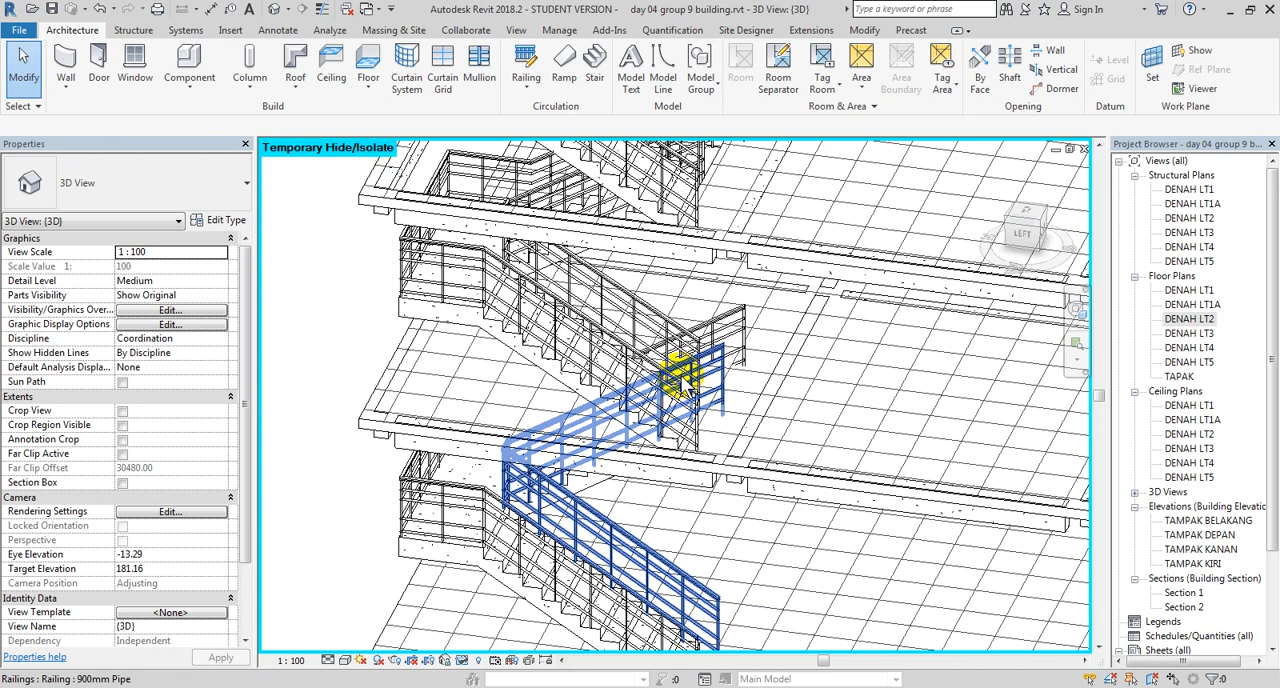 Autodesk Revit 2018.2 - STUDENT VERSION - day 04 group 9 building.rvt - 3D View: {3D}
Type a keyword or phrase
Sign In
File Architecture Structure Systems Insert Annotate Analyze Massing & Site Collaborate View Manage Add-Ins Quantification Site Designer Extensions Modify Precast
Modify Wall Door Window Component Column Roof Ceiling Floor Curtain System Curtain Grid Mullion Railing Ramp Stair Model Text Model Line Model Group Room Room Separator Tag Room Area Area Boundary Tag Area By Face Shaft Wall Vertical Dormer Level Grid Set Show Ref Plane Viewer
Select Build Circulation Model Room & Area Opening Datum Work Plane
Properties
3D View
3D View: {3D} Edit Type
Graphics
View Scale 1 : 100
Scale Value 1: 100
Detail Level Medium
Parts Visibility Show Original
Visibility/Graphics Over... Edit...
Graphic Display Options Edit...
Discipline Coordination
Show Hidden Lines By Discipline
Default Analysis Displa... None
Sun Path
Extents
Crop View
Crop Region Visible
Annotation Crop
Far Clip Active
Far Clip Offset 30480.00
Section Box
Camera
Rendering Settings Edit...
Locked Orientation
Perspective
Eye Elevation -13.29
Target Elevation 181.16
Camera Position Adjusting
Identity Data
View Template <None>
View Name {3D}
Dependency Independent
Properties help Apply
Temporary Hide/Isolate
LEFT
1 : 100
Project Browser - day 04 group 9 b...
Views (all)
Structural Plans
DENAH LT1
DENAH LT1A
DENAH LT2
DENAH LT3
DENAH LT4
DENAH LT5
Floor Plans
DENAH LT1
DENAH LT1A
DENAH LT2
DENAH LT3
DENAH LT4
DENAH LT5
TAPAK
Ceiling Plans
DENAH LT1
DENAH LT1A
DENAH LT2
DENAH LT3
DENAH LT4
DENAH LT5
3D Views
Elevations (Building Elevatic
TAMPAK BELAKANG
TAMPAK DEPAN
TAMPAK KANAN
TAMPAK KIRI
Sections (Building Section)
Section 1
Section 2
Legends
Schedules/Quantities (all)
Sheets (all)
Railings : Railing : 900mm Pipe
:0 Main Model :0